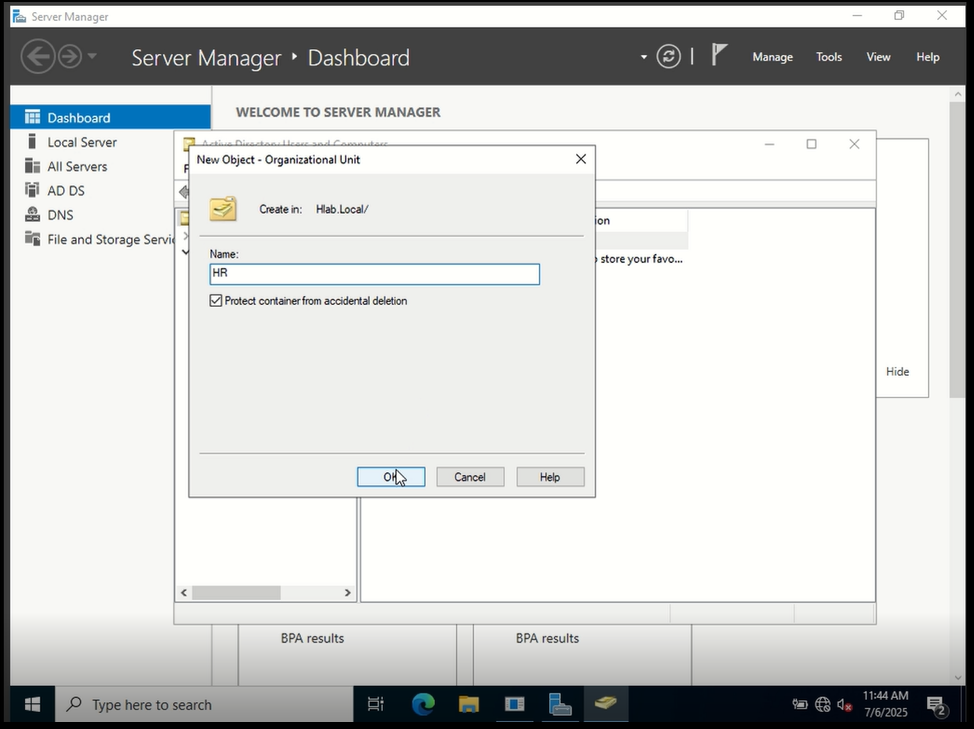 Server Manager
Server Manager ‣ Dashboard
Manage Tools View Help
Dashboard
Local Server
All Servers
AD DS
DNS
File and Storage Servi
WELCOME TO SERVER MANAGER
Active Directory Users and Computers
New Object - Organizational Unit
Create in: Hlab.Local/
Name:
HR
Protect container from accidental deletion
OK Cancel Help
ion
store your favo...
Hide
BPA results BPA results
Type here to search
11:44 AM
7/6/2025
2